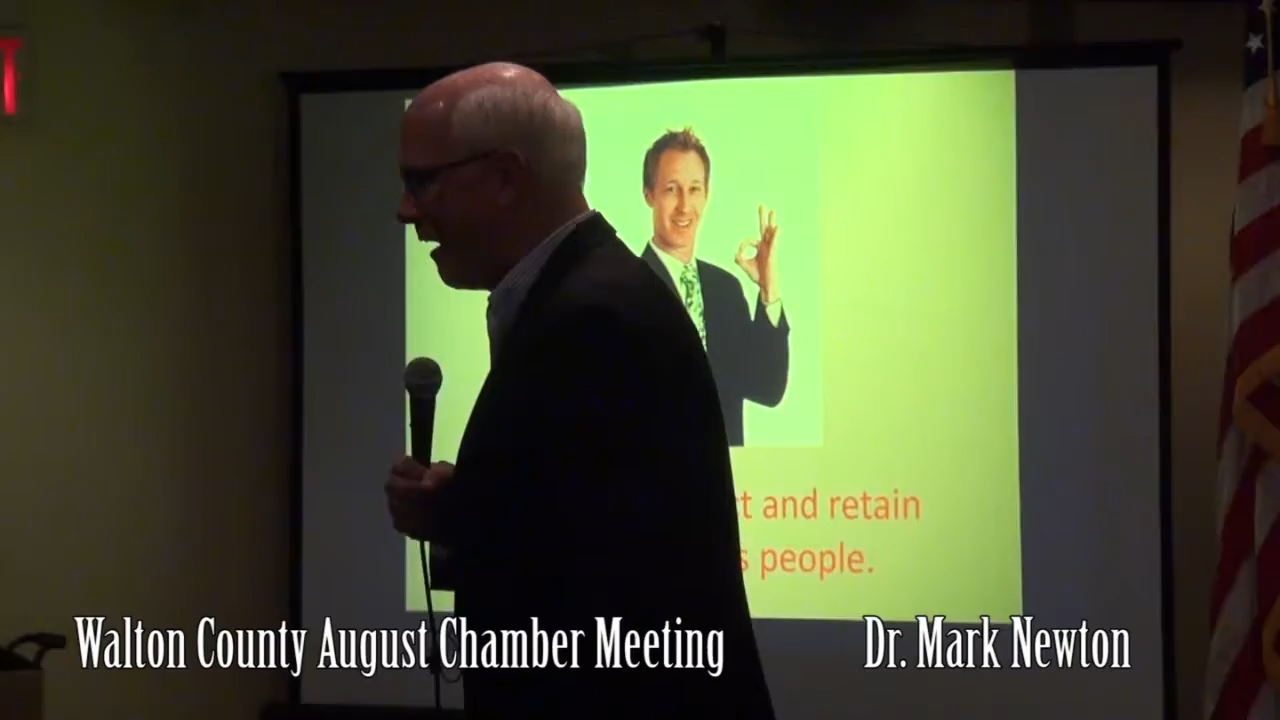 t and retain
s people.
Walton County August Chamber Meeting
Dr. Mark Newton